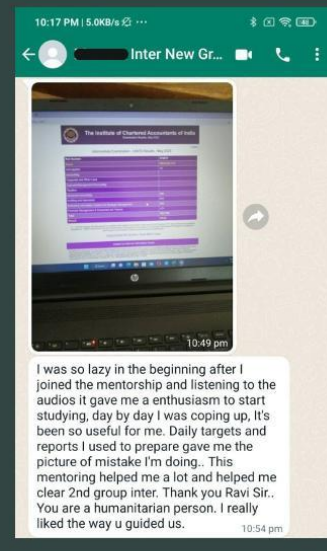 10:17 PM | 5.0KB/s
Inter New Gr...
The Institute of Chartered Accountants of India
10:49 pm
I was so lazy in the beginning after I
joined the mentorship and listening to the
audios it gave me a enthusiasm to start
studying, day by day I was coping up, It's
been so useful for me. Daily targets and
reports I used to prepare gave me the
picture of mistake I'm doing.. This
mentoring helped me a lot and helped me
clear 2nd group inter. Thank you Ravi Sir..
You are a humanitarian person. I really
liked the way u guided us.
10:54 pm